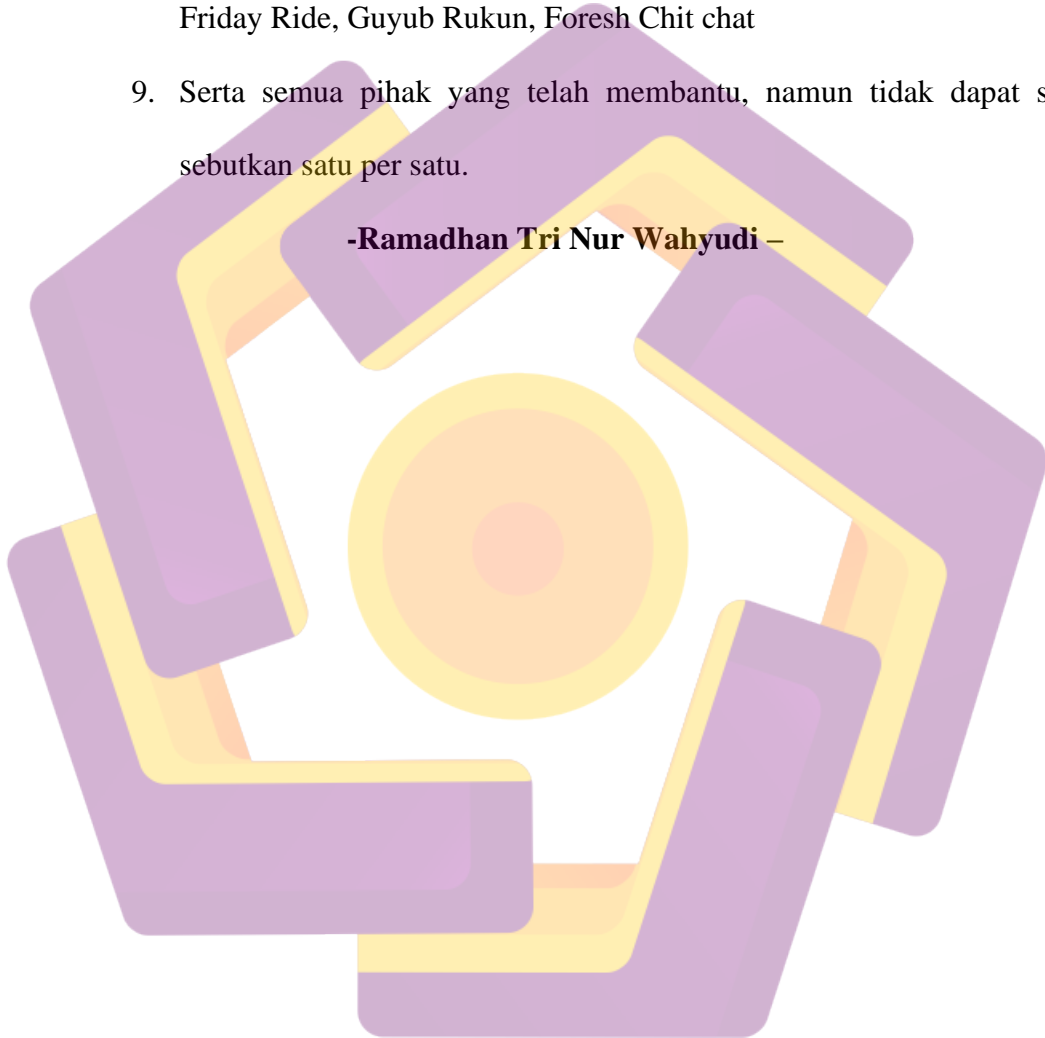 Friday Ride, Guyub Rukun, Foresh Chit chat
9. Serta semua pihak yang telah membantu, namun tidak dapat s
sebutkan satu per satu.
-Ramadhan Tri Nur Wahyudi –